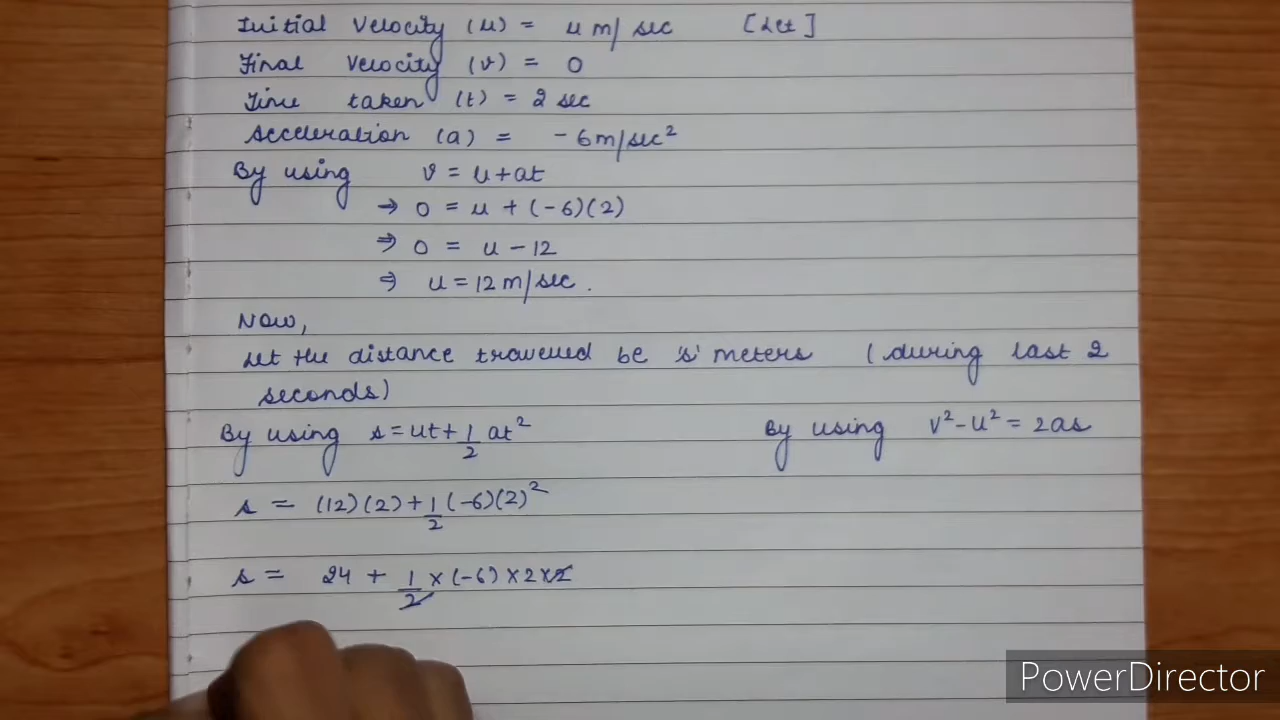 Initial Velocity (u) = u m/sec [Let]
Final Velocity (v) = 0
Time taken (t) = 2 sec
Acceleration (a) = -6m/sec²
By using v = u+at
→ 0 = u + (-6)(2)
⇒ 0 = u - 12
⇒ u = 12 m/sec.
Now,
Let the distance travelled be 's' meters (during last 2
seconds)
By using s = ut + 1/2 at² By using v² - u² = 2as
s = (12)(2) + 1/2 (-6)(2)²
s = 24 + 1/2 × (-6) × 2 × 2
PowerDirector